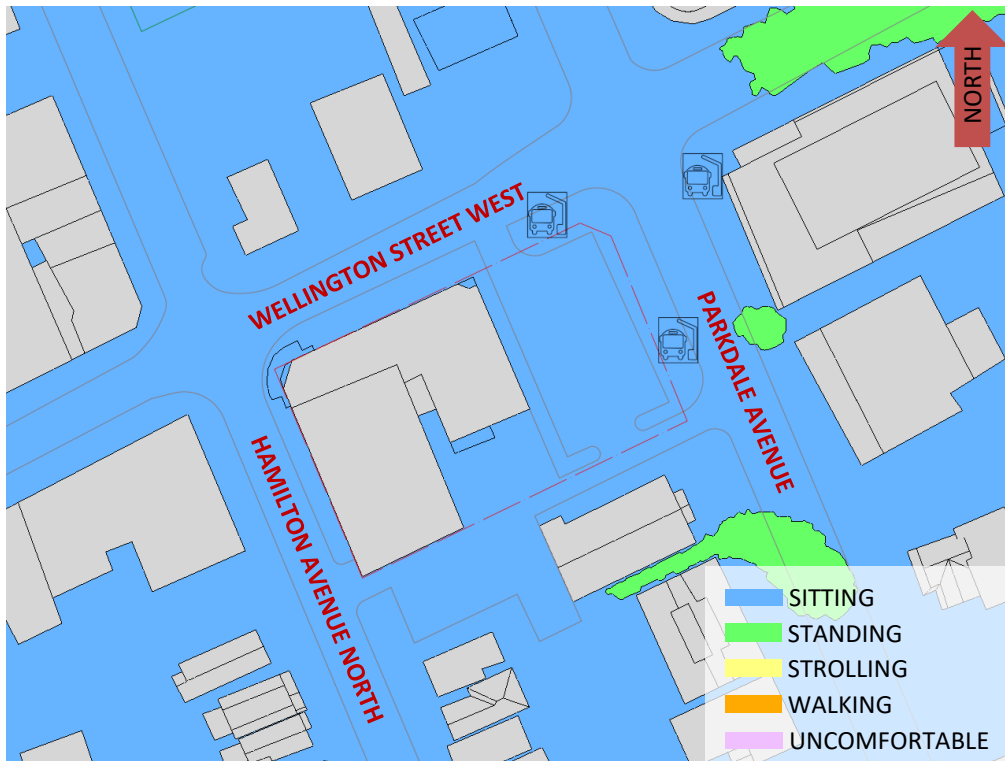 NORTH
WELLINGTON STREET WEST
PARKDALE AVENUE
HAMILTON AVENUE NORTH
SITTING
STANDING
STROLLING
WALKING
UNCOMFORTABLE